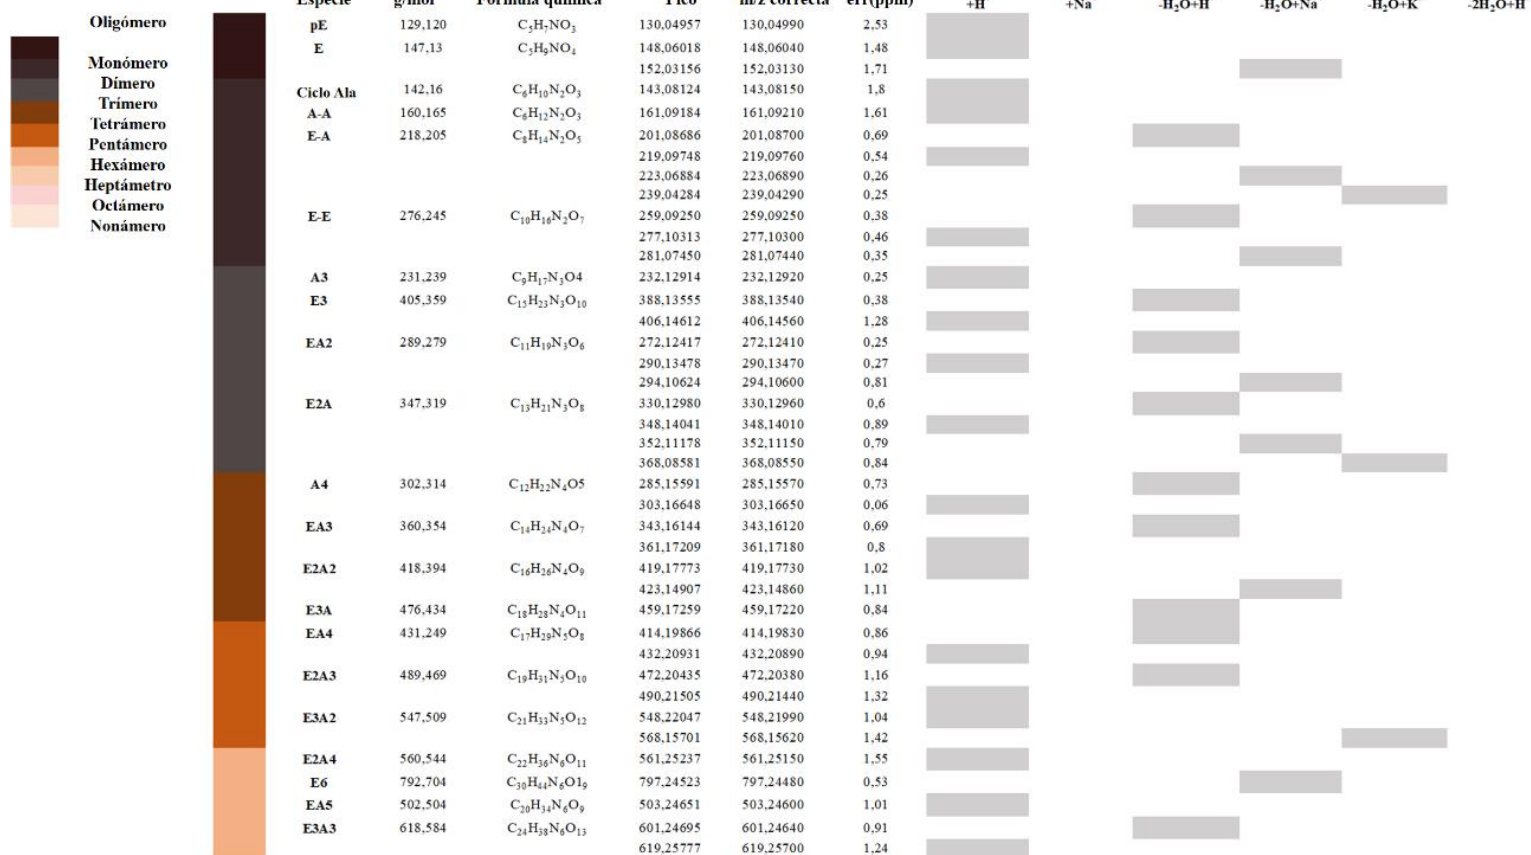 Especie g/mol Fórmula química Pico m/z correcta err(ppm) +H +Na -H₂O+H -H₂O+Na -H₂O+K -2H₂O+H
Oligómero
Monómero
Dímero
Trímero
Tetrámero
Pentámero
Hexámero
Heptámetro
Octámero
Nonámero
pE 129,120 C₅H₇NO₃ 130,04957 130,04990 2,53
E 147,13 C₅H₉NO₄ 148,06018 148,06040 1,48
152,03156 152,03130 1,71
Ciclo Ala 142,16 C₆H₁₀N₂O₃ 143,08124 143,08150 1,8
A-A 160,165 C₆H₁₂N₂O₃ 161,09184 161,09210 1,61
E-A 218,205 C₈H₁₄N₂O₅ 201,08686 201,08700 0,69
219,09748 219,09760 0,54
223,06884 223,06890 0,26
239,04284 239,04290 0,25
E-E 276,245 C₁₀H₁₆N₂O₇ 259,09250 259,09250 0,38
277,10313 277,10300 0,46
281,07450 281,07440 0,35
A3 231,239 C₉H₁₇N₃O4 232,12914 232,12920 0,25
E3 405,359 C₁₅H₂₃N₃O₁₀ 388,13555 388,13540 0,38
406,14612 406,14560 1,28
EA2 289,279 C₁₁H₁₉N₃O₆ 272,12417 272,12410 0,25
290,13478 290,13470 0,27
294,10624 294,10600 0,81
E2A 347,319 C₁₃H₂₁N₃O₈ 330,12980 330,12960 0,6
348,14041 348,14010 0,89
352,11178 352,11150 0,79
368,08581 368,08550 0,84
A4 302,314 C₁₂H₂₂N₄O5 285,15591 285,15570 0,73
303,16648 303,16650 0,06
EA3 360,354 C₁₄H₂₄N₄O₇ 343,16144 343,16120 0,69
361,17209 361,17180 0,8
E2A2 418,394 C₁₆H₂₆N₄O₉ 419,17773 419,17730 1,02
423,14907 423,14860 1,11
E3A 476,434 C₁₈H₂₈N₄O₁₁ 459,17259 459,17220 0,84
EA4 431,249 C₁₇H₂₉N₅O₈ 414,19866 414,19830 0,86
432,20931 432,20890 0,94
E2A3 489,469 C₁₉H₃₁N₅O₁₀ 472,20435 472,20380 1,16
490,21505 490,21440 1,32
E3A2 547,509 C₂₁H₃₃N₅O₁₂ 548,22047 548,21990 1,04
568,15701 568,15620 1,42
E2A4 560,544 C₂₂H₃₆N₆O₁₁ 561,25237 561,25150 1,55
E6 792,704 C₃₀H₄₄N₆O1₉ 797,24523 797,24480 0,53
EA5 502,504 C₂₀H₃₄N₆O₉ 503,24651 503,24600 1,01
E3A3 618,584 C₂₄H₃₈N₆O₁₃ 601,24695 601,24640 0,91
619,25777 619,25700 1,24